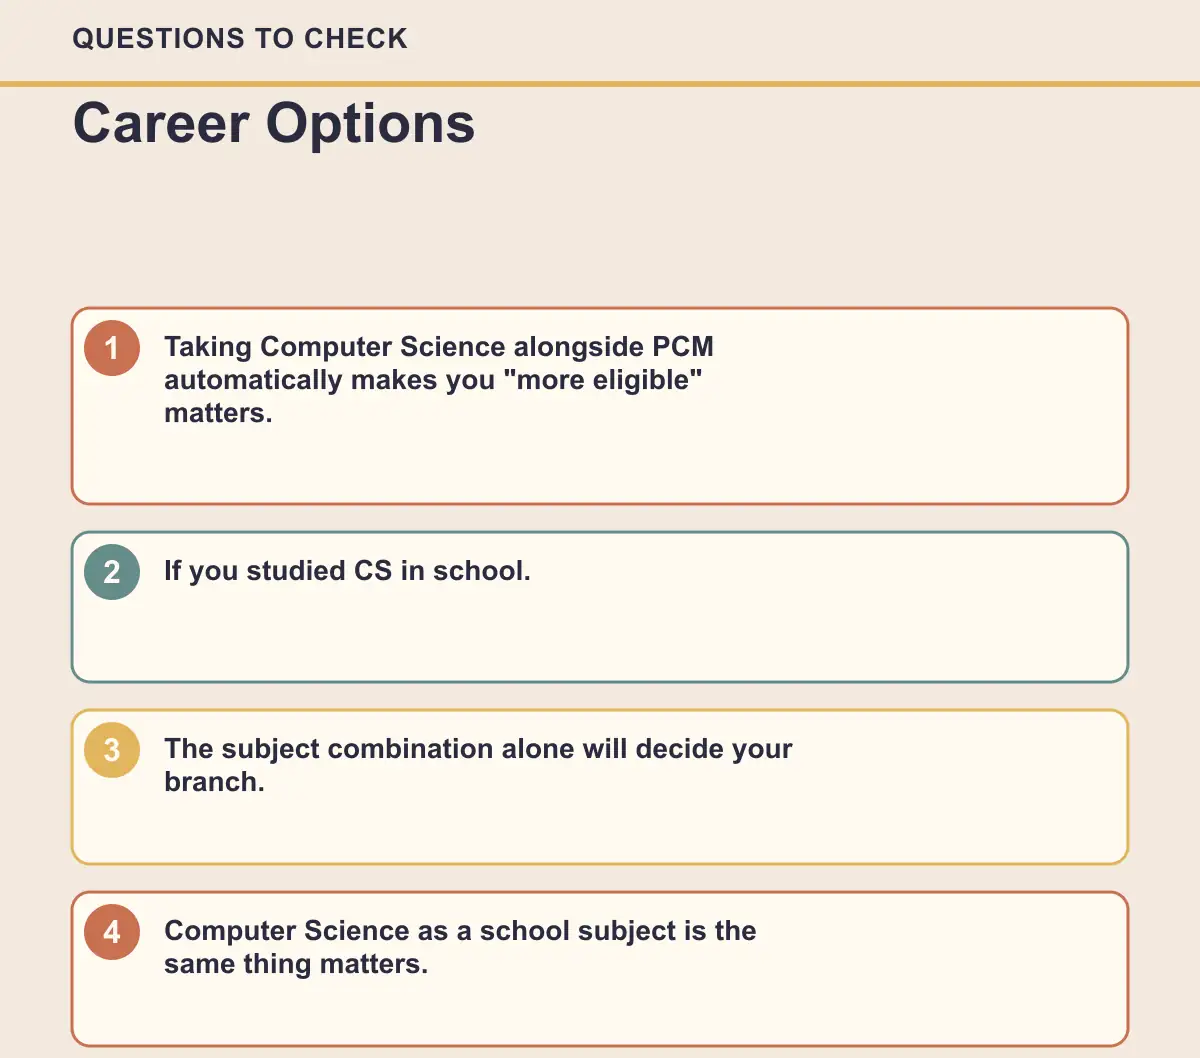 QUESTIONS TO CHECK
Career Options
1
Taking Computer Science alongside PCM
automatically makes you "more eligible"
matters.
2
If you studied CS in school.
3
The subject combination alone will decide your
branch.
4
Computer Science as a school subject is the
same thing matters.